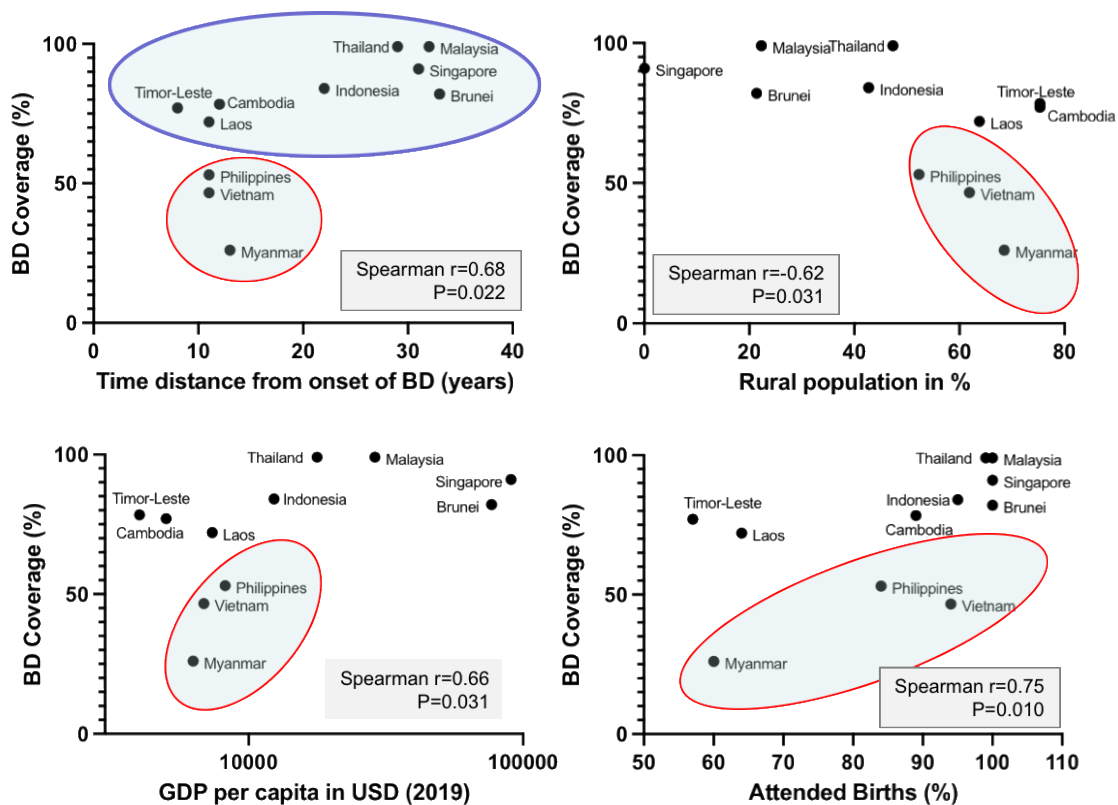 BD Coverage (%)
100
50
0
Thailand
Malaysia
Singapore
Indonesia
Brunei
Timor-Leste
Cambodia
Laos
Philippines
Vietnam
Myanmar
Spearman r=0.68
P=0.022
0
10
20
30
40
Time distance from onset of BD (years)
BD Coverage (%)
100
50
0
Singapore
Malaysia
Thailand
Brunei
Indonesia
Timor-Leste
Cambodia
Laos
Philippines
Vietnam
Myanmar
Spearman r=-0.62
P=0.031
0
20
40
60
80
Rural population in %
BD Coverage (%)
100
50
0
Thailand
Malaysia
Singapore
Timor-Leste
Indonesia
Brunei
Cambodia
Laos
Philippines
Vietnam
Myanmar
Spearman r=0.66
P=0.031
10000
100000
GDP per capita in USD (2019)
BD Coverage (%)
100
50
0
Thailand
Malaysia
Singapore
Timor-Leste
Indonesia
Brunei
Cambodia
Laos
Philippines
Vietnam
Myanmar
Spearman r=0.75
P=0.010
50
60
70
80
90
100
110
Attended Births (%)